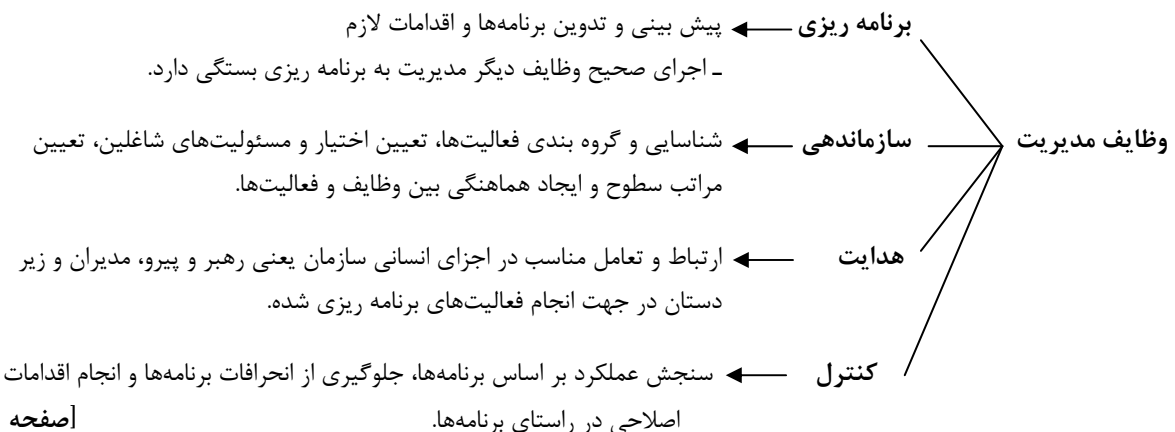 برنامه ریزی پیش بینی و تدوین برنامه‌ها و اقدامات لازم
ـ اجرای صحیح وظایف دیگر مدیریت به برنامه ریزی بستگی دارد.
وظایف مدیریت سازماندهی شناسایی و گروه بندی فعالیت‌ها، تعیین اختیار و مسئولیت‌های شاغلین، تعیین
مراتب سطوح و ایجاد هماهنگی بین وظایف و فعالیت‌ها.
هدایت ارتباط و تعامل مناسب در اجزای انسانی سازمان یعنی رهبر و پیرو، مدیران و زیر
دستان در جهت انجام فعالیت‌های برنامه ریزی شده.
کنترل سنجش عملکرد بر اساس برنامه‌ها، جلوگیری از انحرافات برنامه‌ها و انجام اقدامات
اصلاحی در راستای برنامه‌ها. [صفحه